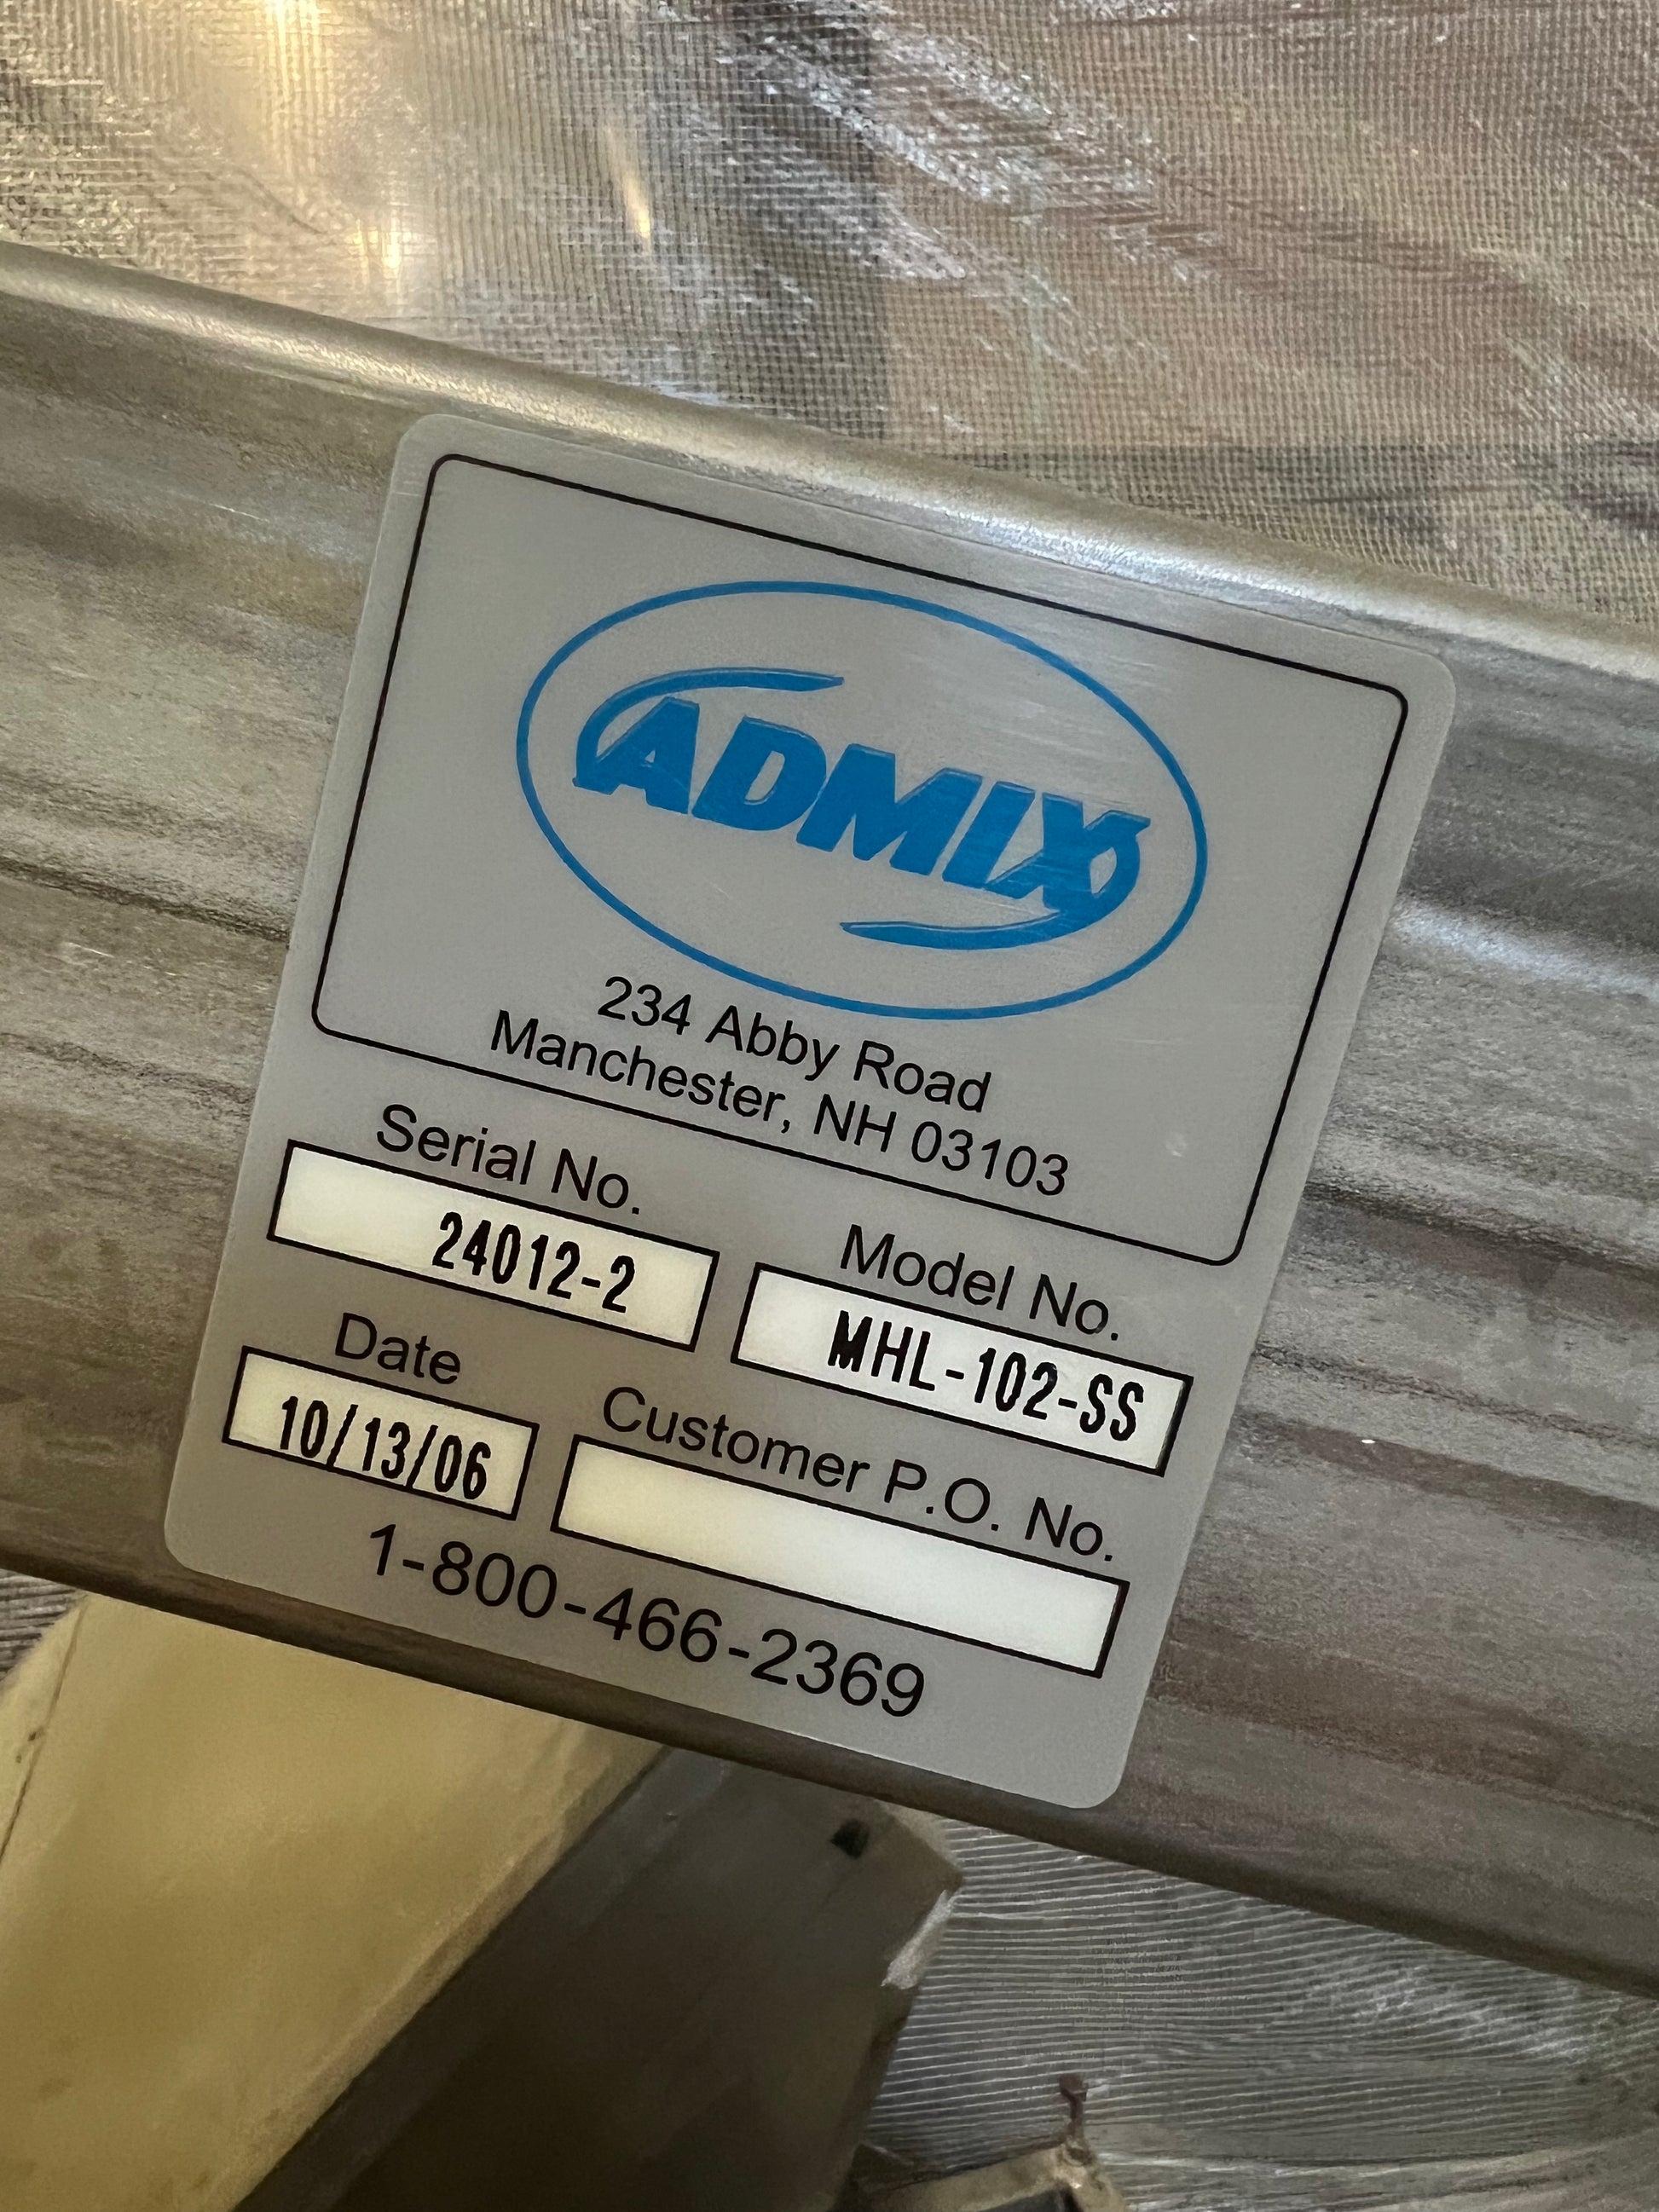 ADMIX
234 Abby Road
Manchester, NH 03103
Serial No.
24012-2
Model No.
MHL-102-SS
Date
10/13/06
Customer P.O. No.
1-800-466-2369